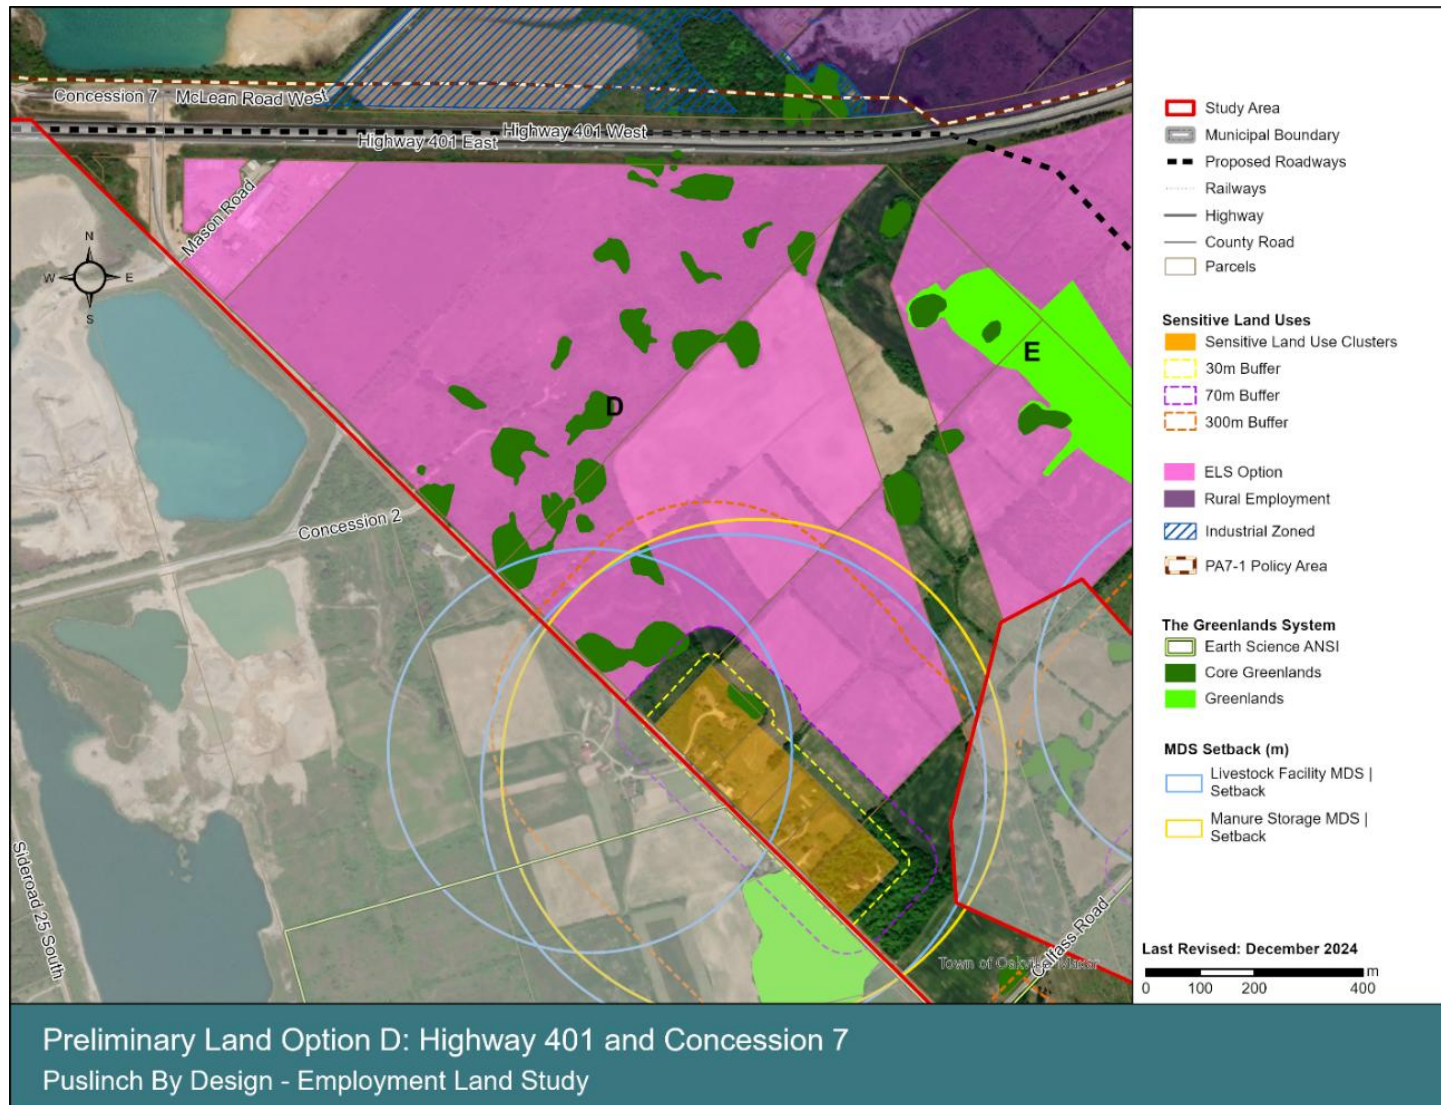 Concession 7
McLean Road West
Highway 401 West
Highway 401 East
Mason Road
N
W
E
S
E
D
Concession 2
Sideroad 25 South
Calfass Road
Town of Oakville, Maxar
Study Area
Municipal Boundary
Proposed Roadways
Railways
Highway
County Road
Parcels
Sensitive Land Uses
Sensitive Land Use Clusters
30m Buffer
70m Buffer
300m Buffer
ELS Option
Rural Employment
Industrial Zoned
PA7-1 Policy Area
The Greenlands System
Earth Science ANSI
Core Greenlands
Greenlands
MDS Setback (m)
Livestock Facility MDS |
Setback
Manure Storage MDS |
Setback
Last Revised: December 2024
m
0 100 200 400
Preliminary Land Option D: Highway 401 and Concession 7
Puslinch By Design - Employment Land Study